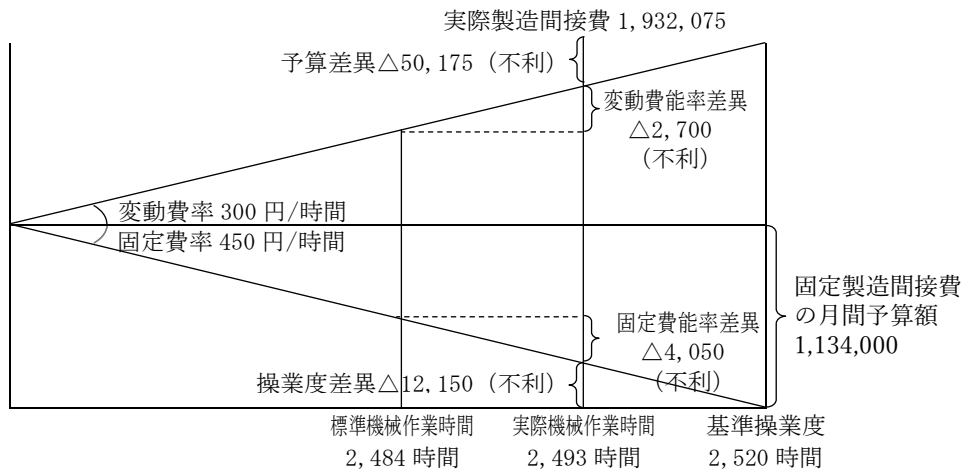 実際製造間接費 1,932,075
予算差異△50,175（不利）
変動費能率差異
△2,700
（不利）
変動費率 300 円/時間
固定費率 450 円/時間
固定製造間接費
の月間予算額
1,134,000
固定費能率差異
△4,050
（不利）
操業度差異△12,150（不利）
標準機械作業時間
2,484 時間
実際機械作業時間
2,493 時間
基準操業度
2,520 時間